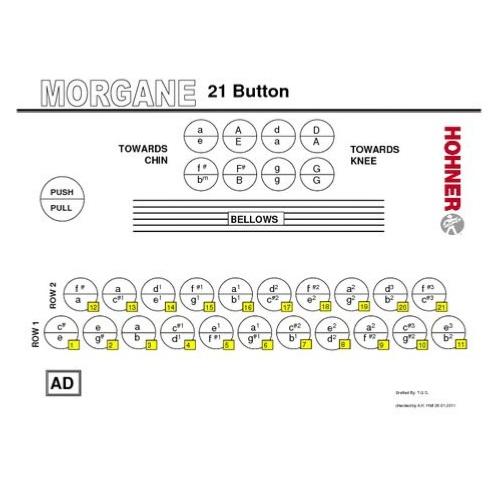 MORGANE 21 Button
a A d D
e E a A
TOWARDS CHIN
TOWARDS KNEE
f# F# g G
bm B g G
HOHNER
PUSH
PULL
BELLOWS
ROW 2
f# a d1 f#1 a1 d2 f#2 a2 d3 f#3
a c#1 e1 g1 b1 c#2 e2 g2 b2 c#3
12 13 14 15 16 17 18 19 20 21
ROW 1
c# e a c#1 e1 a1 c#2 e2 a2 c#3 e3
e g# b d1 f#1 g#1 b1 d2 f#2 g#2 b2
1 2 3 4 5 6 7 8 9 10 11
AD